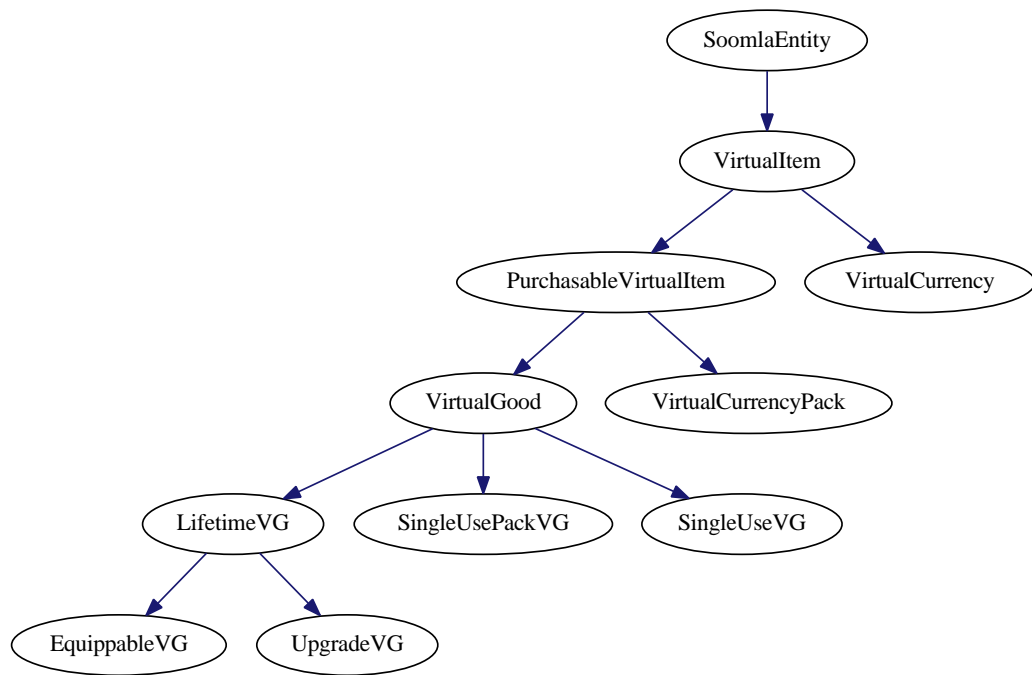 SoomlaEntity
VirtualItem
PurchasableVirtualItem
VirtualCurrency
VirtualGood
VirtualCurrencyPack
LifetimeVG
SingleUsePackVG
SingleUseVG
EquippableVG
UpgradeVG